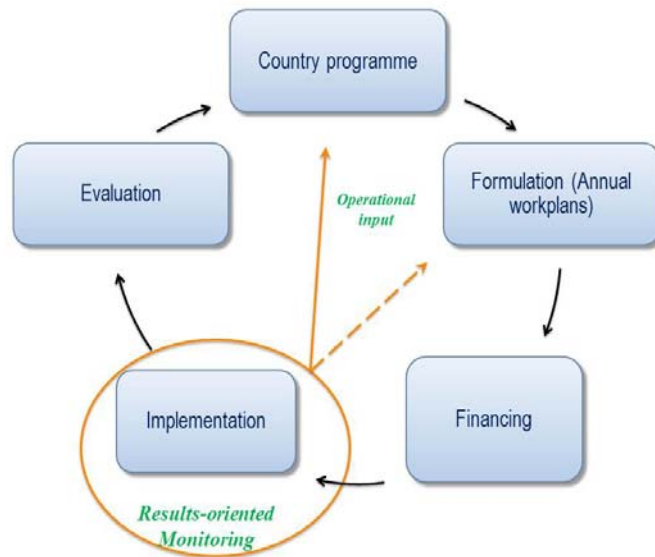 Country programme
Evaluation
Formulation (Annual
workplans)
Operational
input
Implementation
Financing
Results-oriented
Monitoring